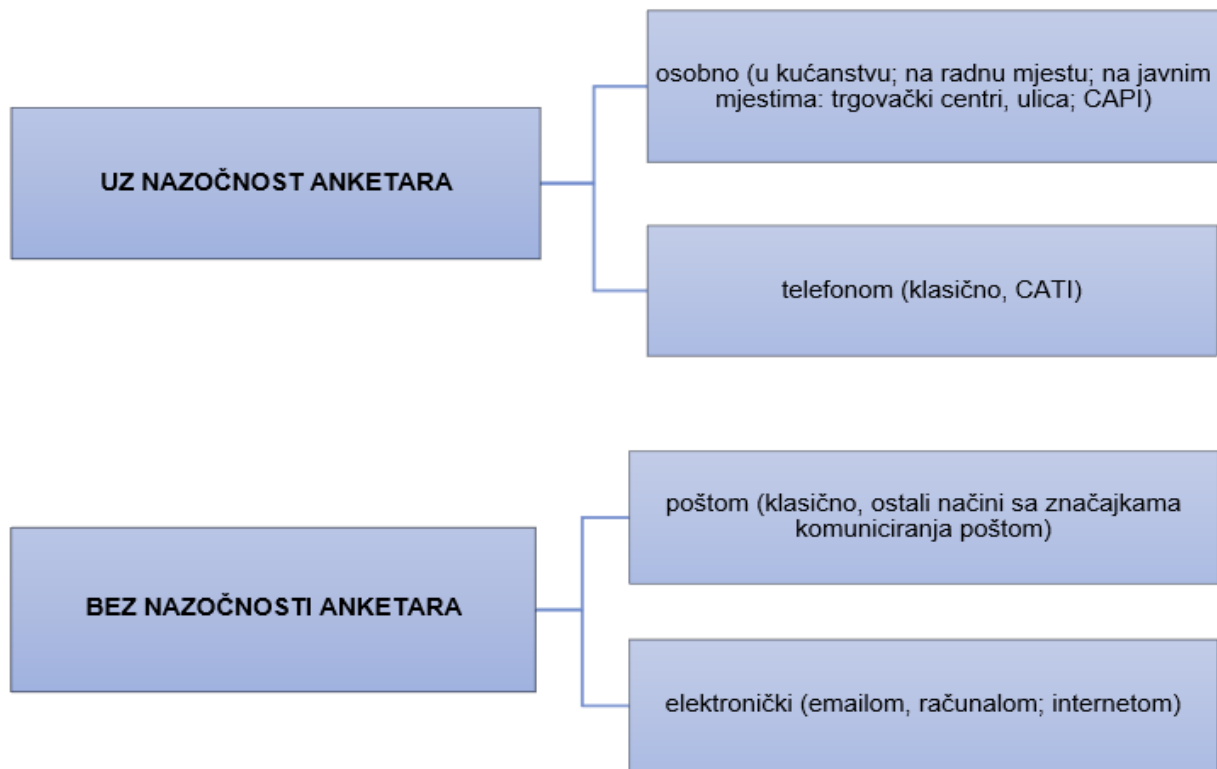 osobno (u kućanstvu; na radnu mjestu; na javnim
mjestima: trgovački centri, ulica; CAPI)
UZ NAZOČNOST ANKETARA
telefonom (klasično, CATI)
poštom (klasično, ostali načini sa značajkama
komuniciranja poštom)
BEZ NAZOČNOSTI ANKETARA
elektronički (emailom, računalom; internetom)